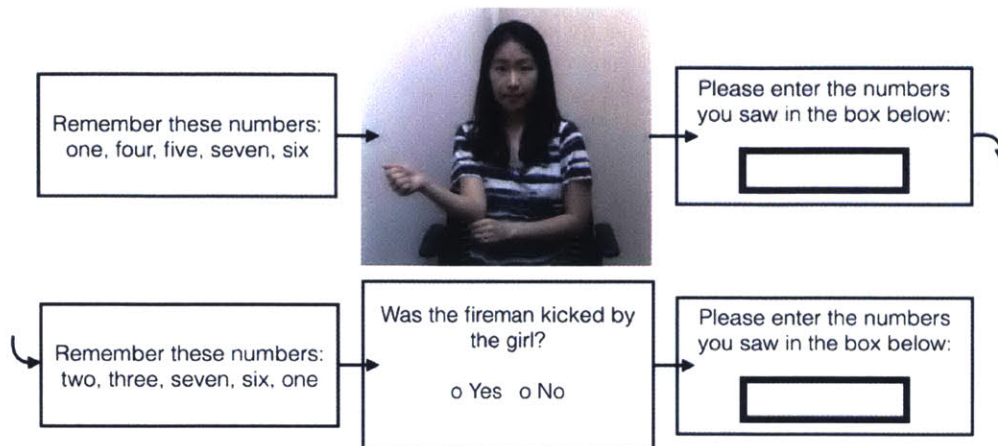 Remember these numbers:
one, four, five, seven, six
Please enter the numbers
you saw in the box below:
Remember these numbers:
two, three, seven, six, one
Was the fireman kicked by
the girl?
o Yes o No
Please enter the numbers
you saw in the box below: